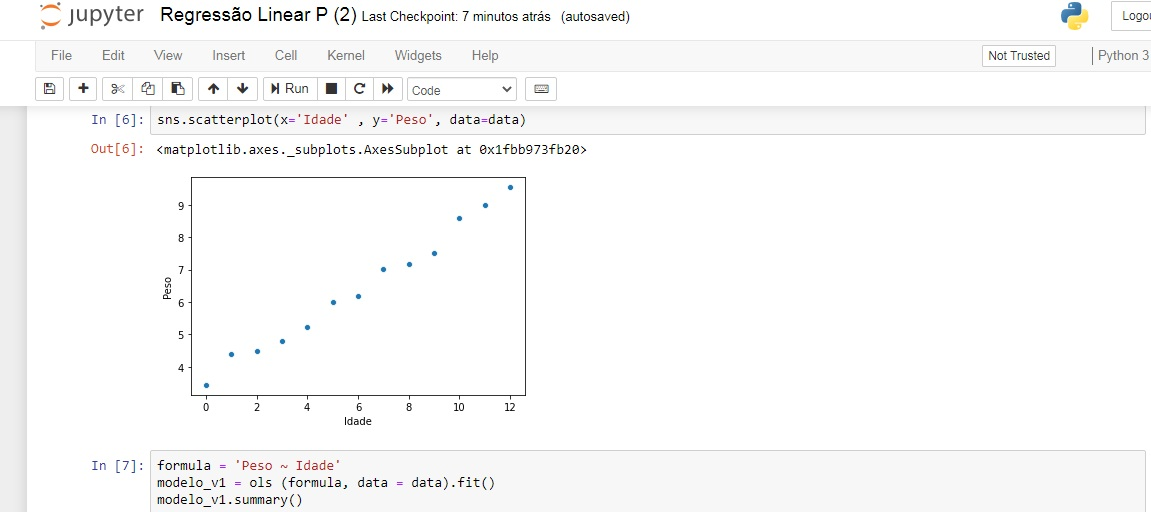 jupyter Regressão Linear P (2) Last Checkpoint: 7 minutos atrás (autosaved)
Logou
File Edit View Insert Cell Kernel Widgets Help
Not Trusted
Python 3
Run
Code
In [6]: sns.scatterplot(x='Idade' , y='Peso', data=data)
Out[6]: <matplotlib.axes._subplots.AxesSubplot at 0x1fbb973fb20>
9
8
7
6
5
4
Peso
0 2 4 6 8 10 12
Idade
In [7]: formula = 'Peso ~ Idade'
modelo_v1 = ols (formula, data = data).fit()
modelo_v1.summary()